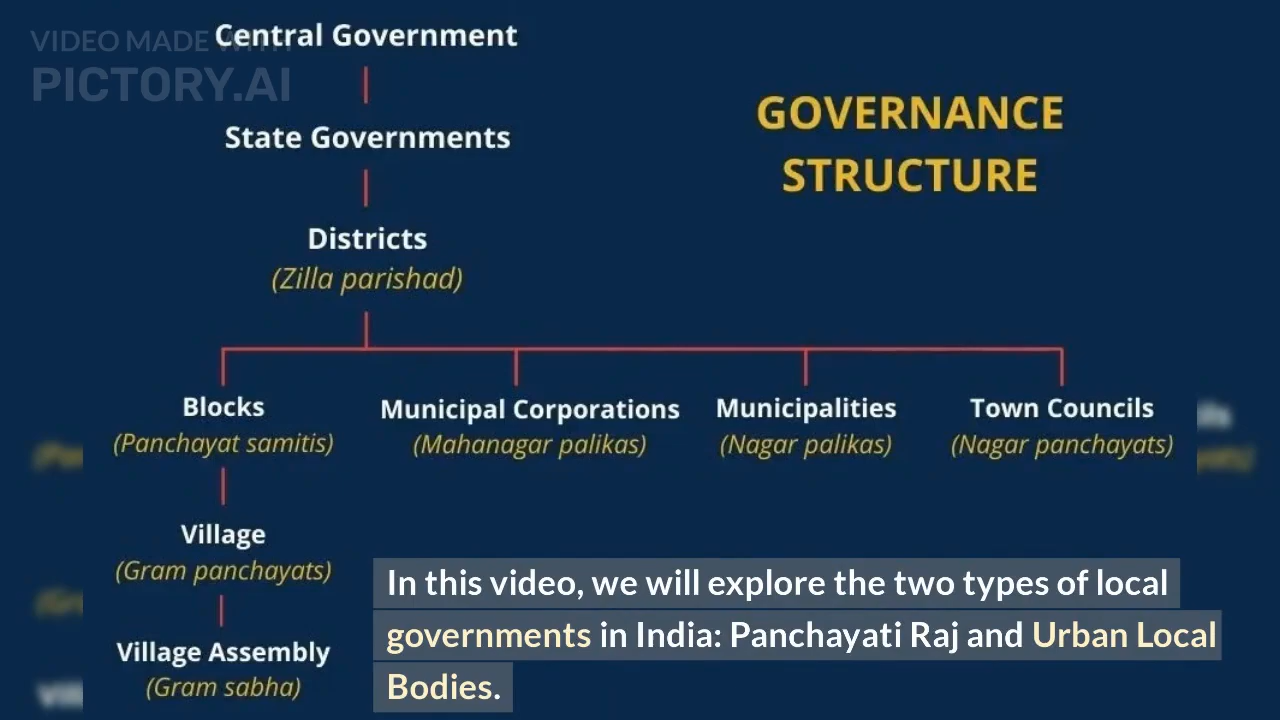 VIDEO MADE WITH
PICTORY.AI
Central Government
GOVERNANCE
STRUCTURE
State Governments
Districts
(Zilla parishad)
Blocks
(Panchayat samitis)
Municipal Corporations
(Mahanagar palikas)
Municipalities
(Nagar palikas)
Town Councils
(Nagar panchayats)
Village
(Gram panchayats)
Village Assembly
(Gram sabha)
In this video, we will explore the two types of local
governments in India: Panchayati Raj and Urban Local
Bodies.